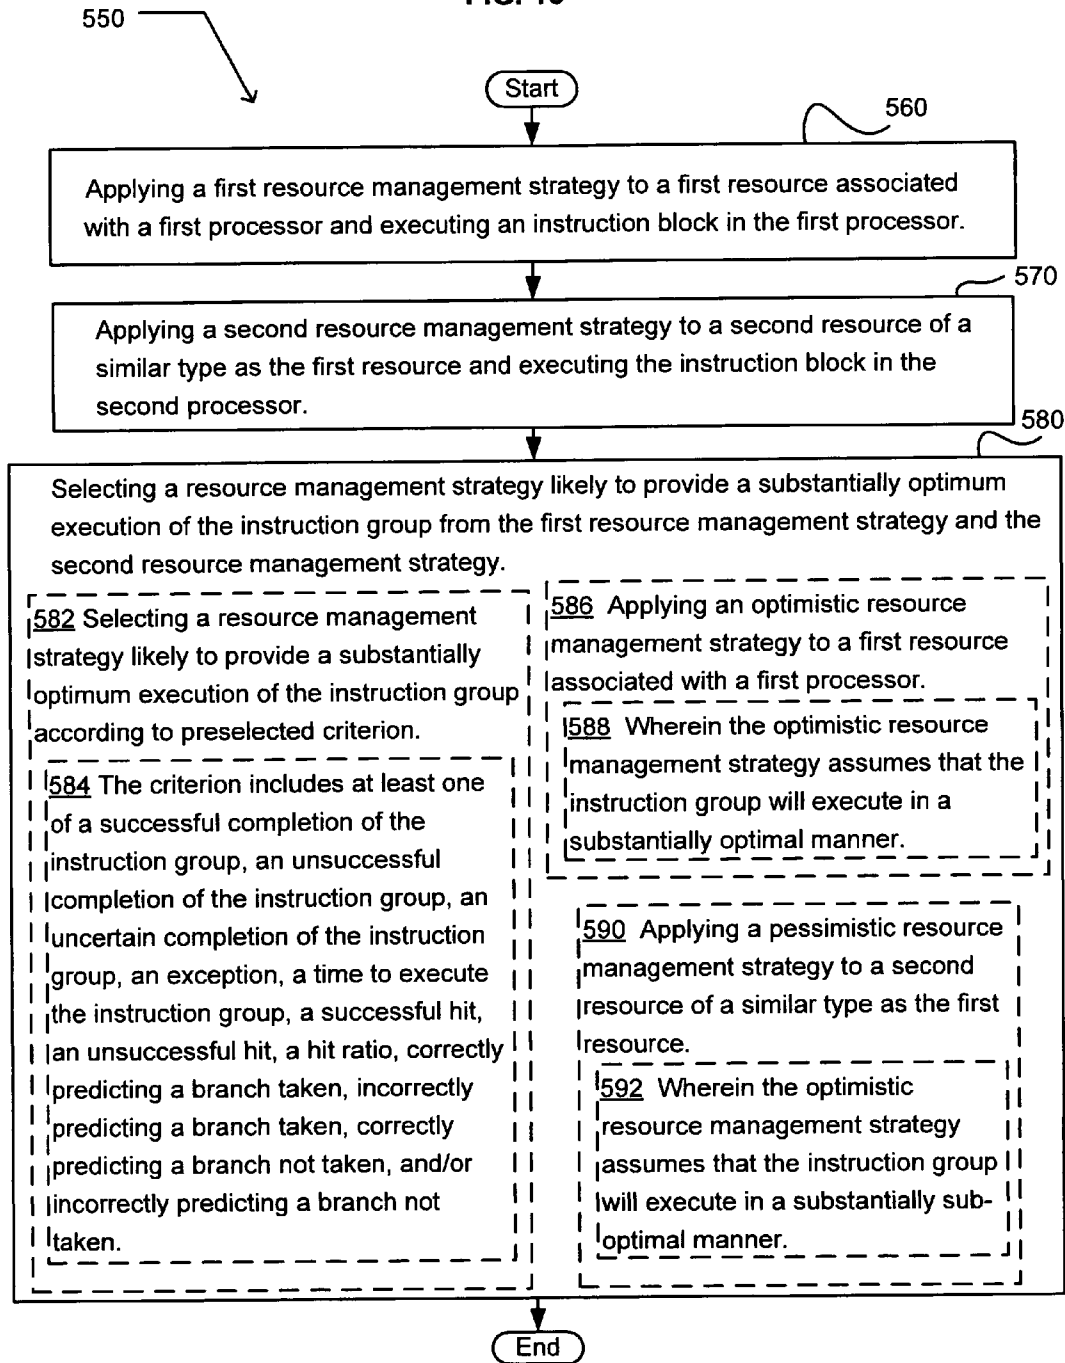 550
Start
560
Applying a first resource management strategy to a first resource associated
with a first processor and executing an instruction block in the first processor.
570
Applying a second resource management strategy to a second resource of a
similar type as the first resource and executing the instruction block in the
second processor.
580
Selecting a resource management strategy likely to provide a substantially optimum
execution of the instruction group from the first resource management strategy and the
second resource management strategy.
582 Selecting a resource management
strategy likely to provide a substantially
optimum execution of the instruction group
according to preselected criterion.
584 The criterion includes at least one
of a successful completion of the
instruction group, an unsuccessful
completion of the instruction group, an
uncertain completion of the instruction
group, an exception, a time to execute
the instruction group, a successful hit,
an unsuccessful hit, a hit ratio, correctly
predicting a branch taken, incorrectly
predicting a branch taken, correctly
predicting a branch not taken, and/or
incorrectly predicting a branch not
taken.
586 Applying an optimistic resource
management strategy to a first resource
associated with a first processor.
588 Wherein the optimistic resource
management strategy assumes that the
instruction group will execute in a
substantially optimal manner.
590 Applying a pessimistic resource
management strategy to a second
resource of a similar type as the first
resource.
592 Wherein the optimistic
resource management strategy
assumes that the instruction group
will execute in a substantially sub-
optimal manner.
End